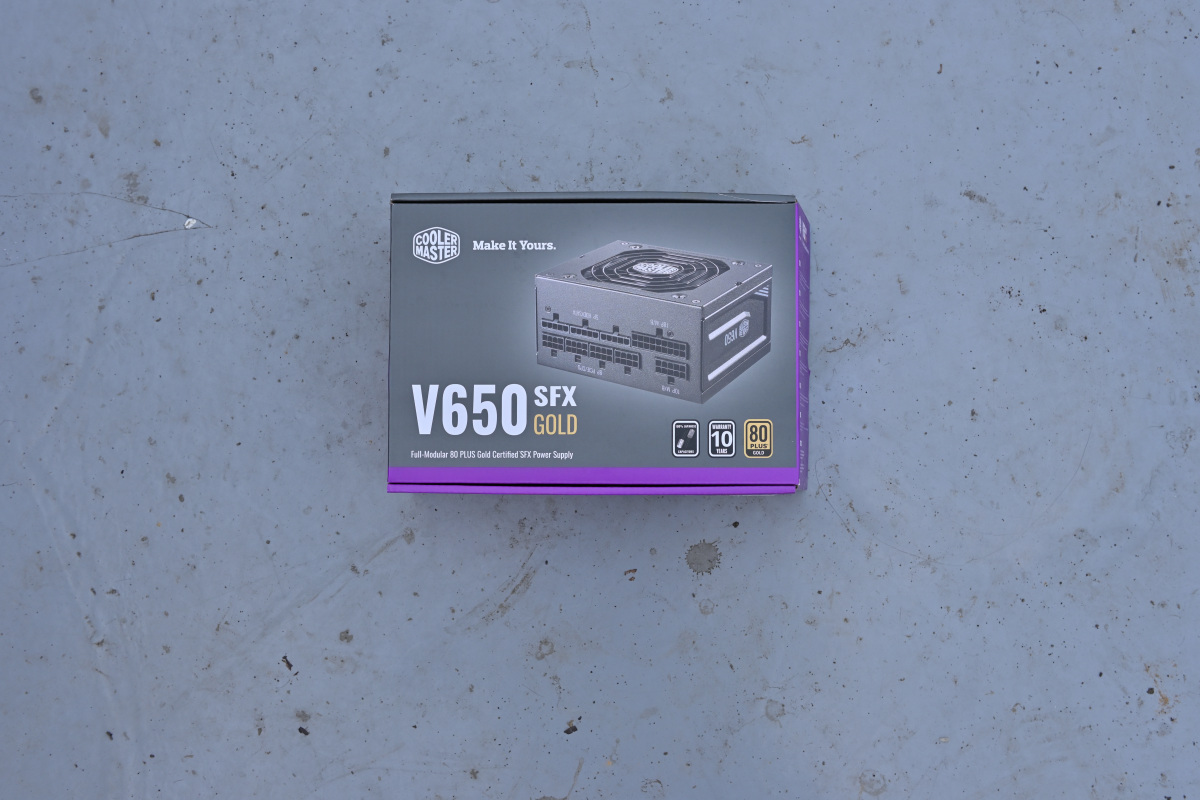 COOLER
MASTER
Make It Yours.
V650 SFX
GOLD
Full-Modular 80 PLUS Gold Certified SFX Power Supply
WARRANTY
10
YEARS
80
PLUS
GOLD
V650